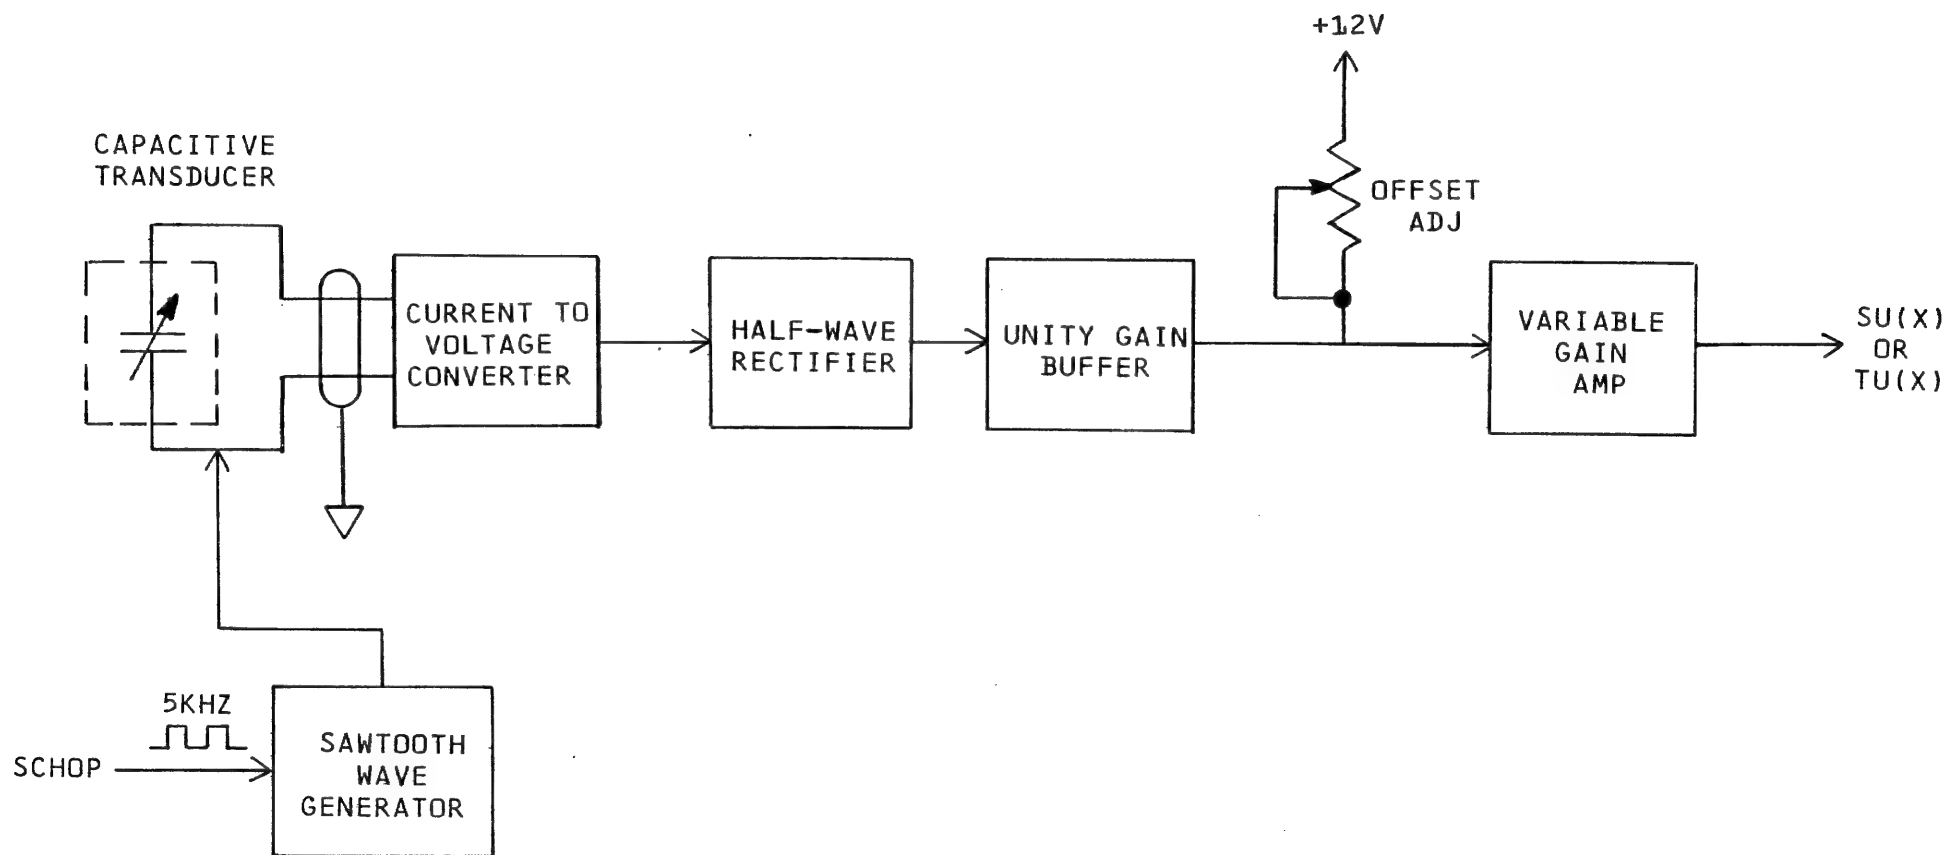 +12V
CAPACITIVE
TRANSDUCER
OFFSET
ADJ
CURRENT TO
VOLTAGE
CONVERTER
HALF-WAVE
RECTIFIER
UNITY GAIN
BUFFER
VARIABLE
GAIN
AMP
SU(X)
OR
TU(X)
5KHZ
SCHOP
SAWTOOTH
WAVE
GENERATOR